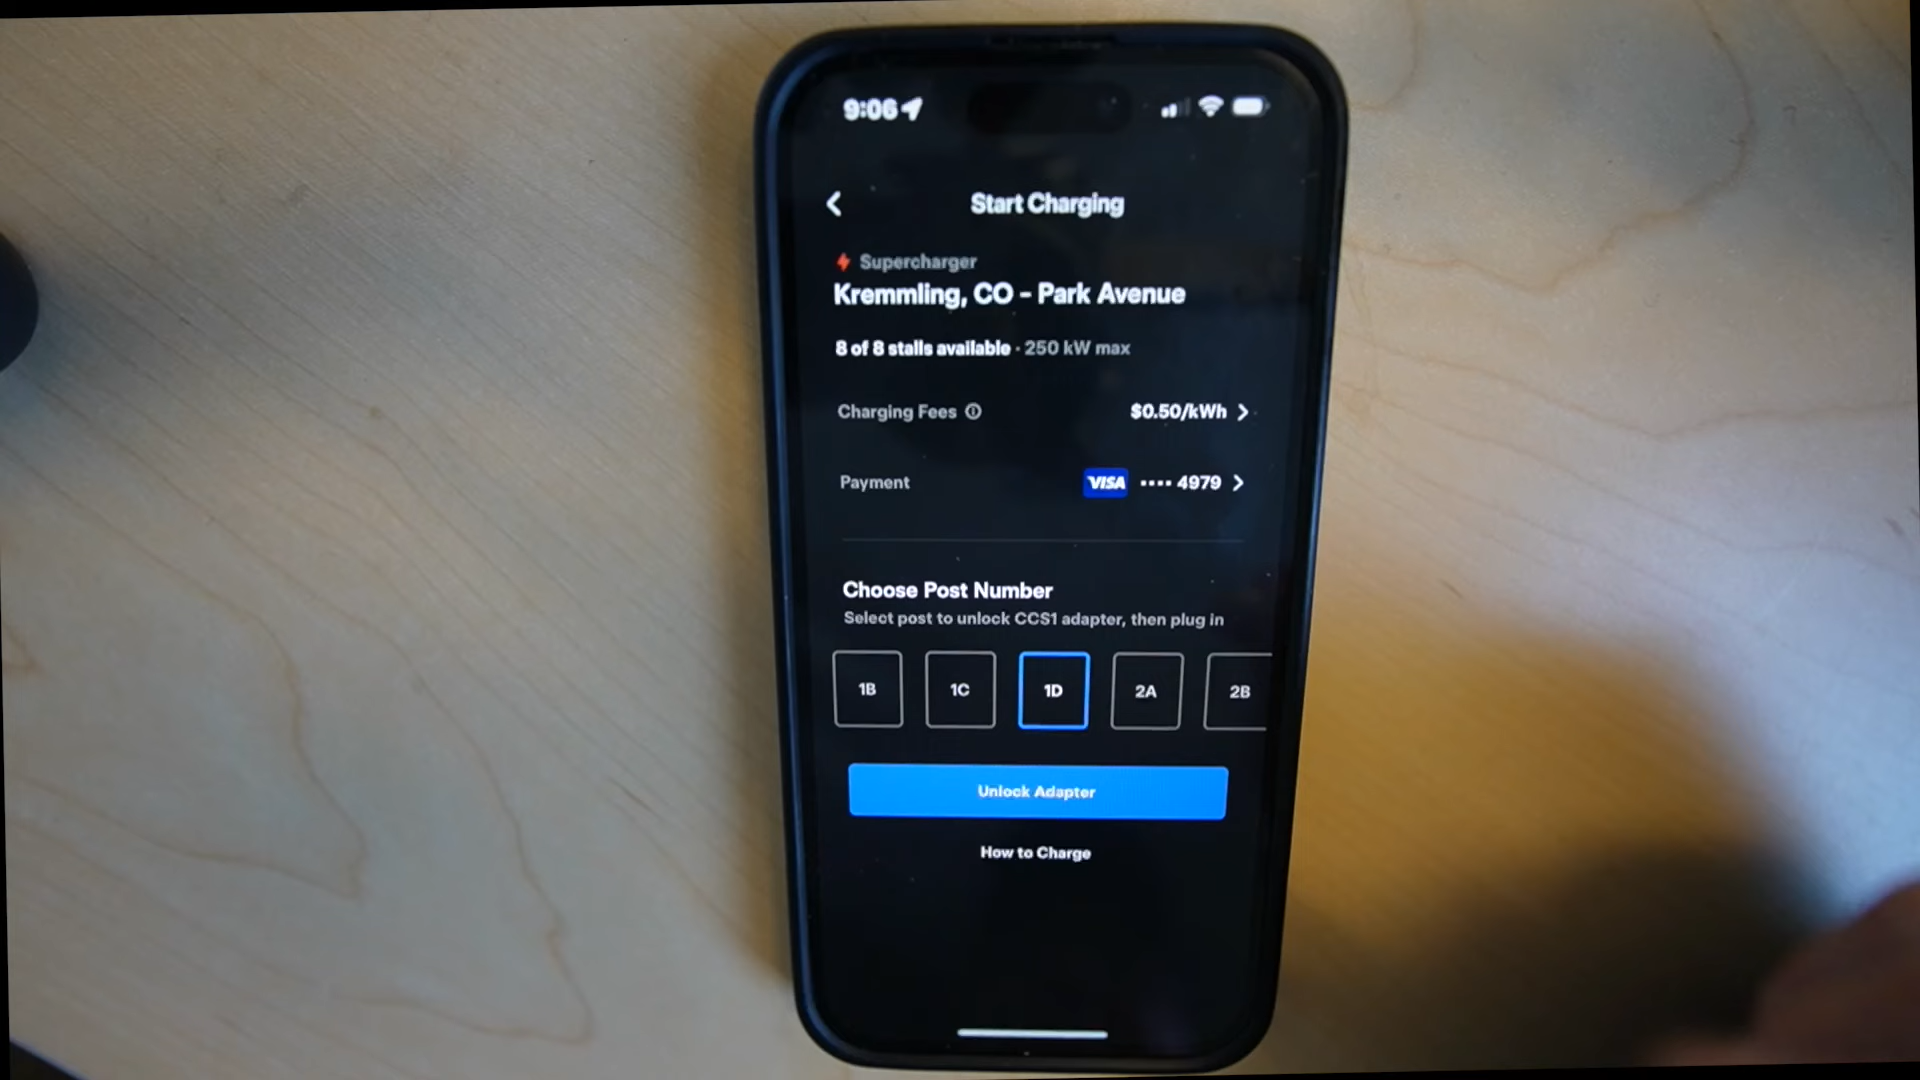 9:06
Start Charging
Supercharger
Kremmling, CO - Park Avenue
8 of 8 stalls available · 250 kW max
Charging Fees $0.50/kWh
Payment VISA •••• 4979
Choose Post Number
Select post to unlock CCS1 adapter, then plug in
1B 1C 1D 2A 2B
Unlock Adapter
How to Charge